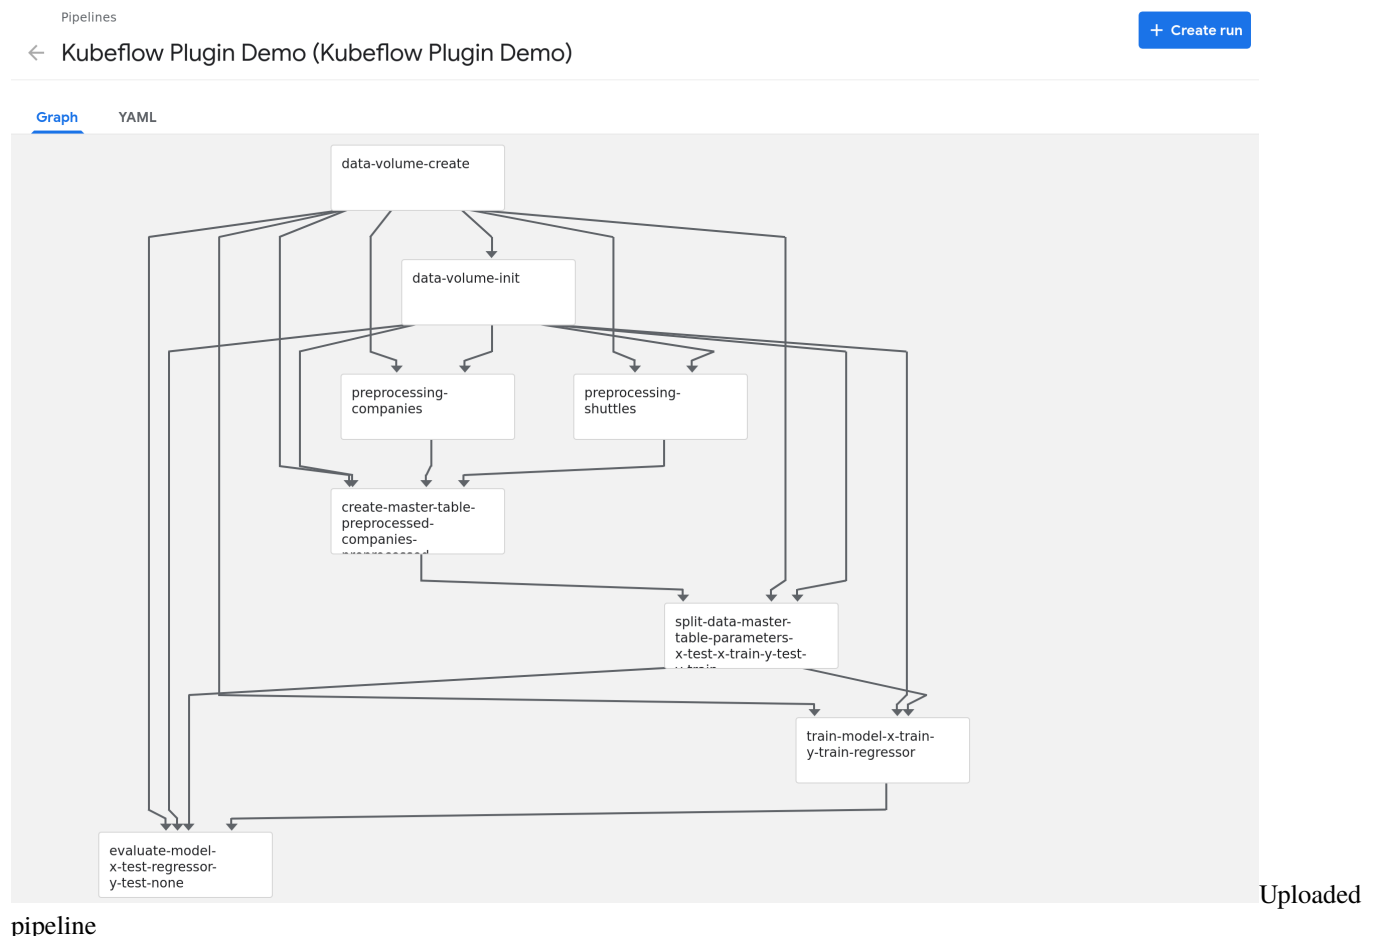 Pipelines
Kubeflow Plugin Demo (Kubeflow Plugin Demo)
+ Create run
Graph
YAML
data-volume-create
data-volume-init
preprocessing-
companies
preprocessing-
shuttles
create-master-table-
preprocessed-
companies-
preprocessed
split-data-master-
table-parameters-
x-test-x-train-y-test-
y-train
train-model-x-train-
y-train-regressor
evaluate-model-
x-test-regressor-
y-test-none
Uploaded
pipeline